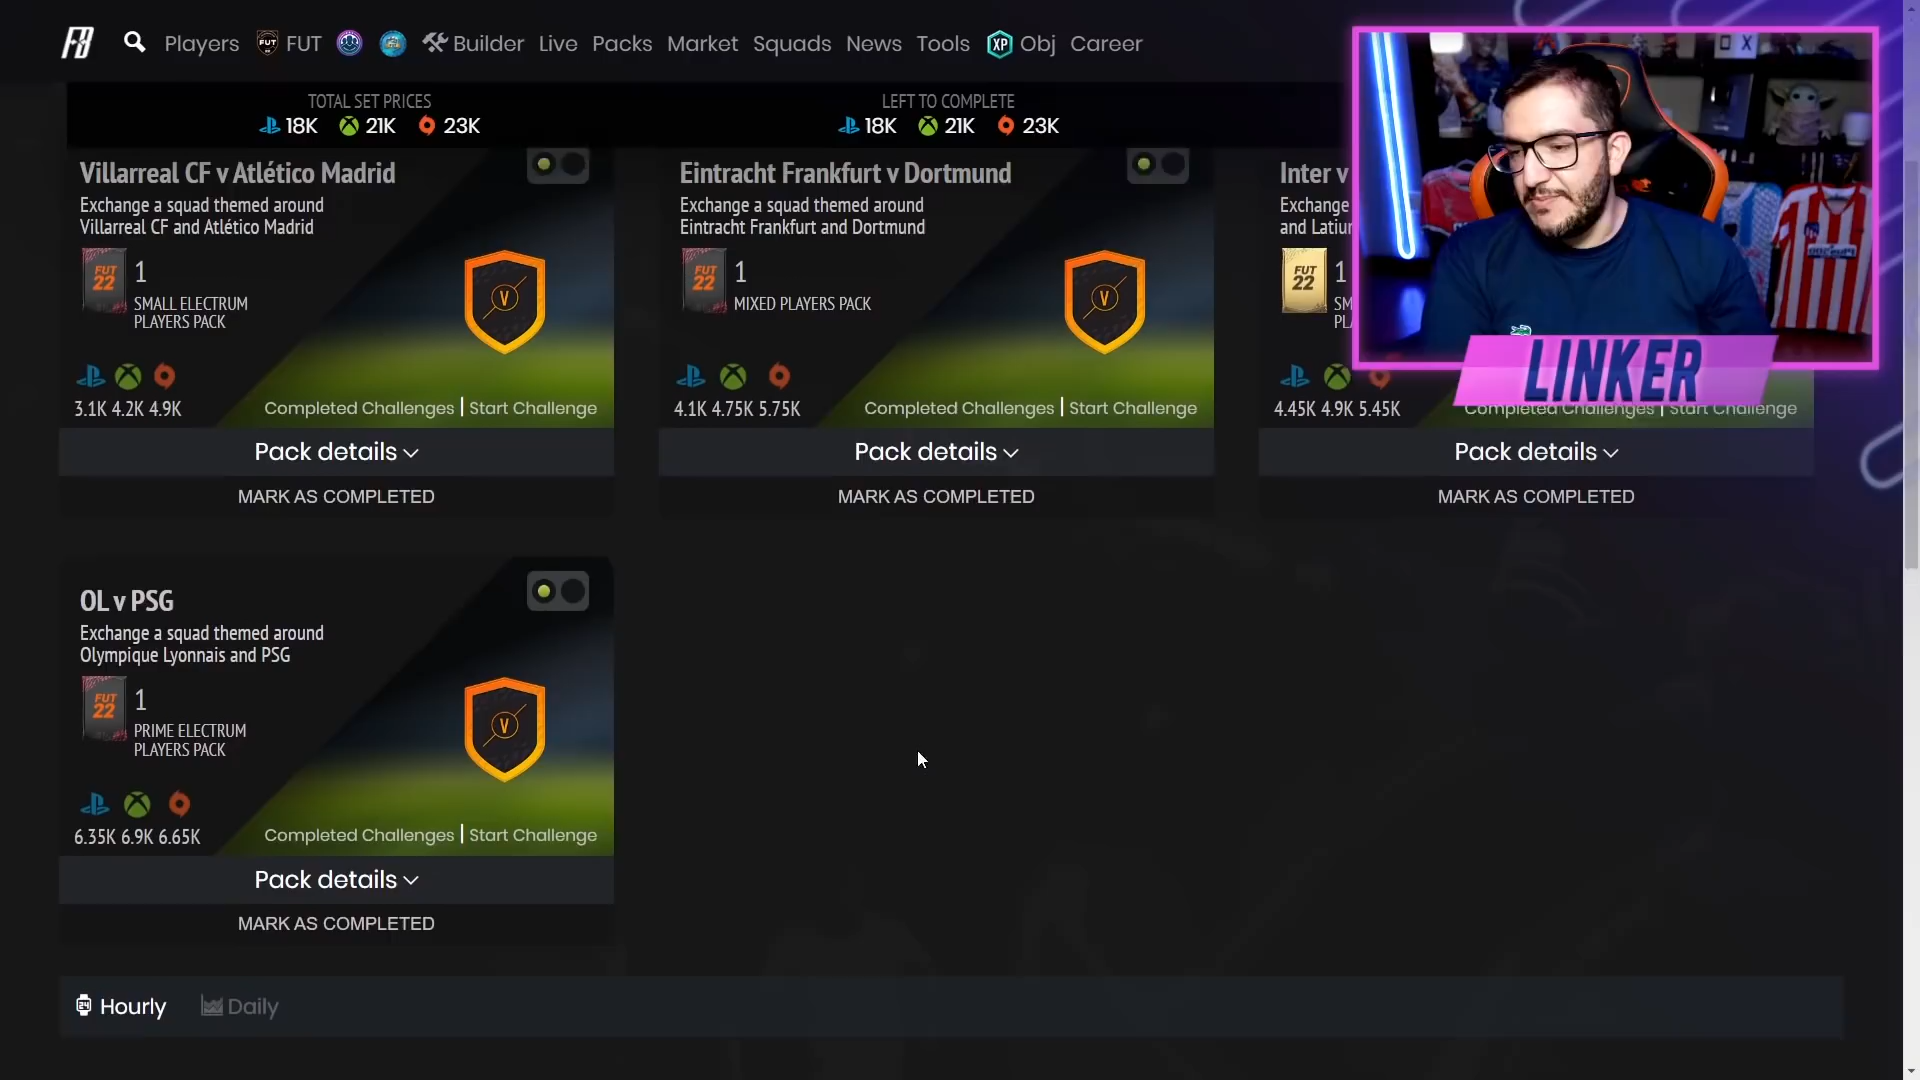 Players FUT Builder Live Packs Market Squads News Tools XP Obj Career
TOTAL SET PRICES
18K 21K 23K
LEFT TO COMPLETE
18K 21K 23K
Villarreal CF v Atlético Madrid
Exchange a squad themed around
Villarreal CF and Atlético Madrid
FUT 22
1
SMALL ELECTRUM
PLAYERS PACK
V
3.1K 4.2K 4.9K
Completed Challenges | Start Challenge
Pack details
MARK AS COMPLETED
Eintracht Frankfurt v Dortmund
Exchange a squad themed around
Eintracht Frankfurt and Dortmund
FUT 22
1
MIXED PLAYERS PACK
V
4.1K 4.75K 5.75K
Completed Challenges | Start Challenge
Pack details
MARK AS COMPLETED
Inter v
Exchange
and Latiu
FUT 22
1
SM
PL
4.45K 4.9K 5.45K
Completed Challenges | Start Challenge
Pack details
MARK AS COMPLETED
LINKER
OL v PSG
Exchange a squad themed around
Olympique Lyonnais and PSG
FUT 22
1
PRIME ELECTRUM
PLAYERS PACK
V
6.35K 6.9K 6.65K
Completed Challenges | Start Challenge
Pack details
MARK AS COMPLETED
Hourly Daily